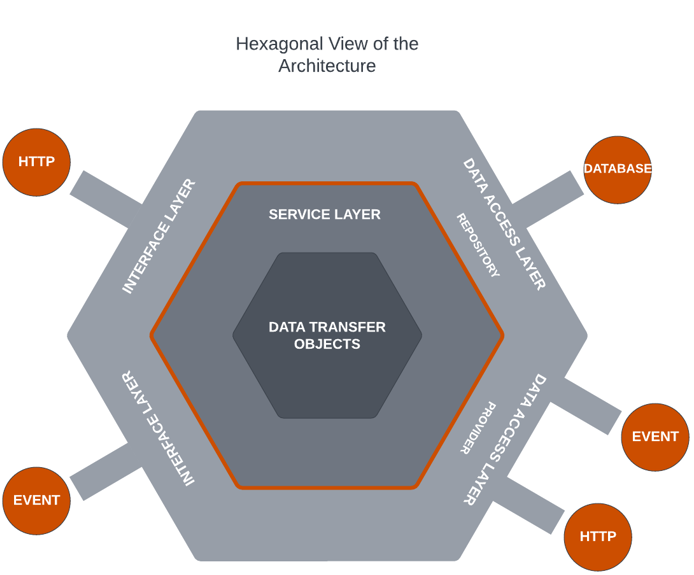 Hexagonal View of the
Architecture
HTTP
DATABASE
INTERFACE LAYER
DATA ACCESS LAYER
REPOSITORY
SERVICE LAYER
DATA TRANSFER
OBJECTS
INTERFACE LAYER
DATA ACCESS LAYER
PROVIDER
EVENT
EVENT
HTTP